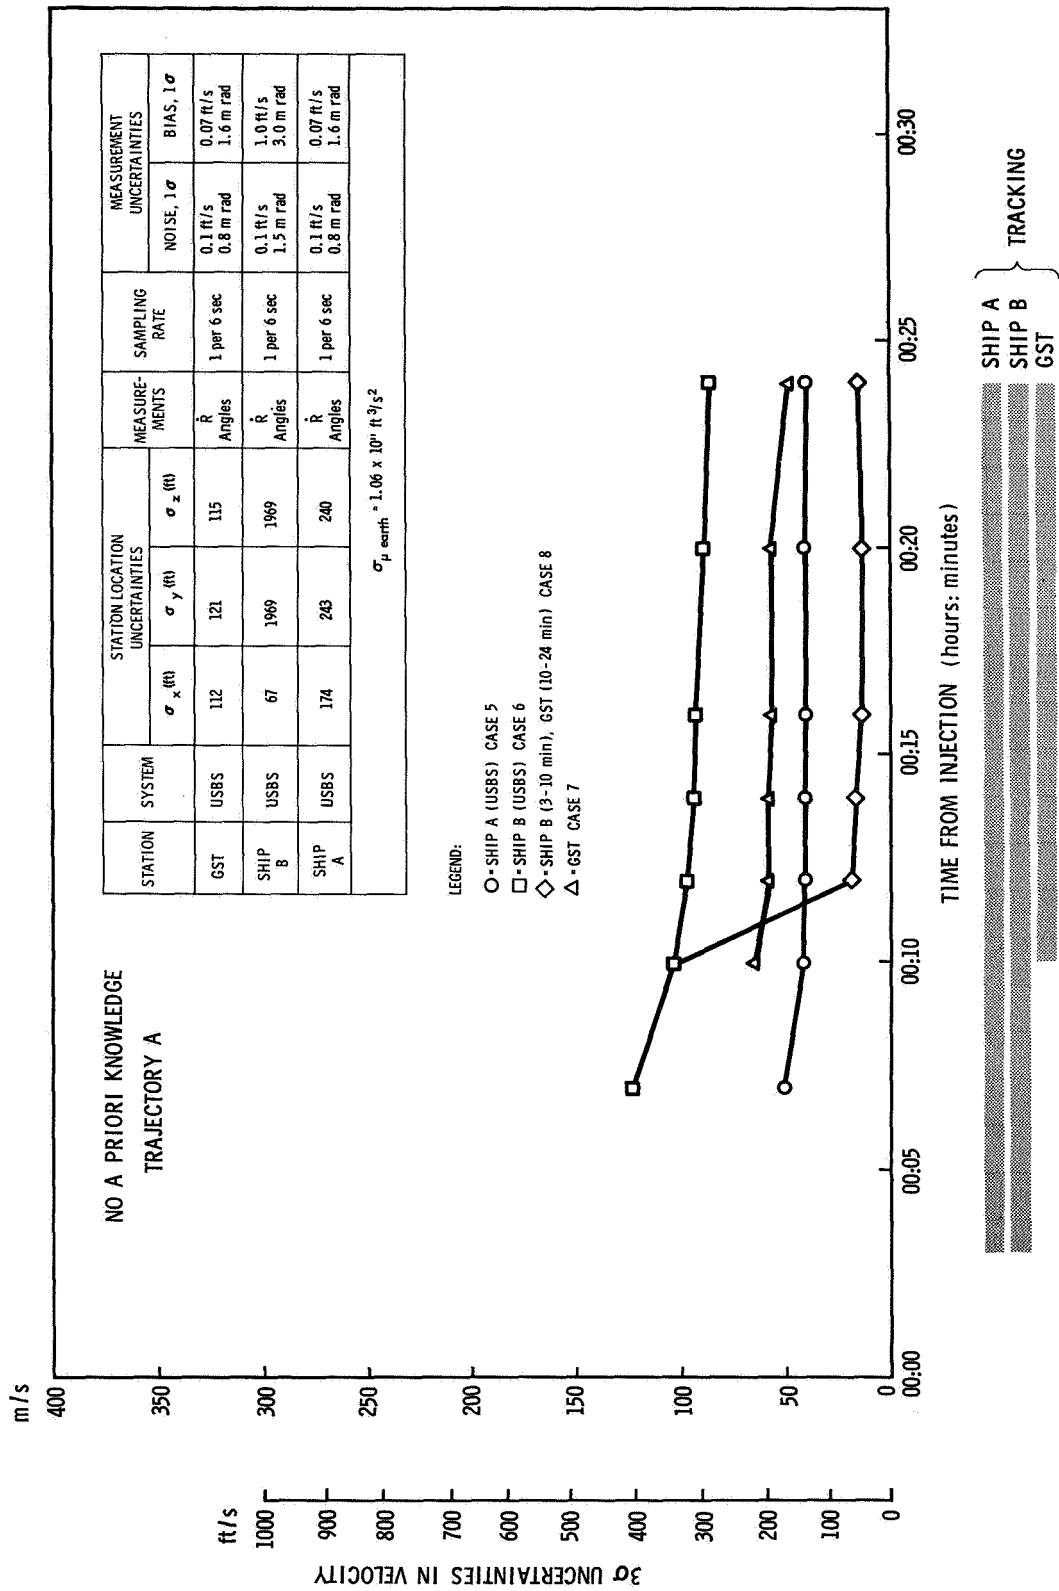 NO A PRIORI KNOWLEDGE
TRAJECTORY A
STATION
SYSTEM
STATION LOCATION
UNCERTAINTIES
MEASURE-
MENTS
SAMPLING
RATE
MEASUREMENT
UNCERTAINTIES
σ x (ft)
σ y (ft)
σ z (ft)
NOISE, 1σ
BIAS, 1σ
GST USBS 112 121 115 Ṙ Angles 1 per 6 sec 0.1 ft/s 0.8 m rad 0.07 ft/s 1.6 m rad
SHIP B USBS 67 1969 1969 Ṙ Angles 1 per 6 sec 0.1 ft/s 1.5 m rad 1.0 ft/s 3.0 m rad
SHIP A USBS 174 243 240 Ṙ Angles 1 per 6 sec 0.1 ft/s 0.8 m rad 0.07 ft/s 1.6 m rad
σ μ earth = 1.06 x 10¹¹ ft³/s²
LEGEND:
○ = SHIP A (USBS) CASE 5
□ = SHIP B (USBS) CASE 6
◇ = SHIP B (3-10 min), GST (10-24 min) CASE 8
△ = GST CASE 7
3σ UNCERTAINTIES IN VELOCITY
ft/s
1000
900
800
700
600
500
400
300
200
100
0
m/s
400
350
300
250
200
150
100
50
0
00:00
00:05
00:10
00:15
00:20
00:25
00:30
TIME FROM INJECTION (hours: minutes)
SHIP A
SHIP B
GST
TRACKING